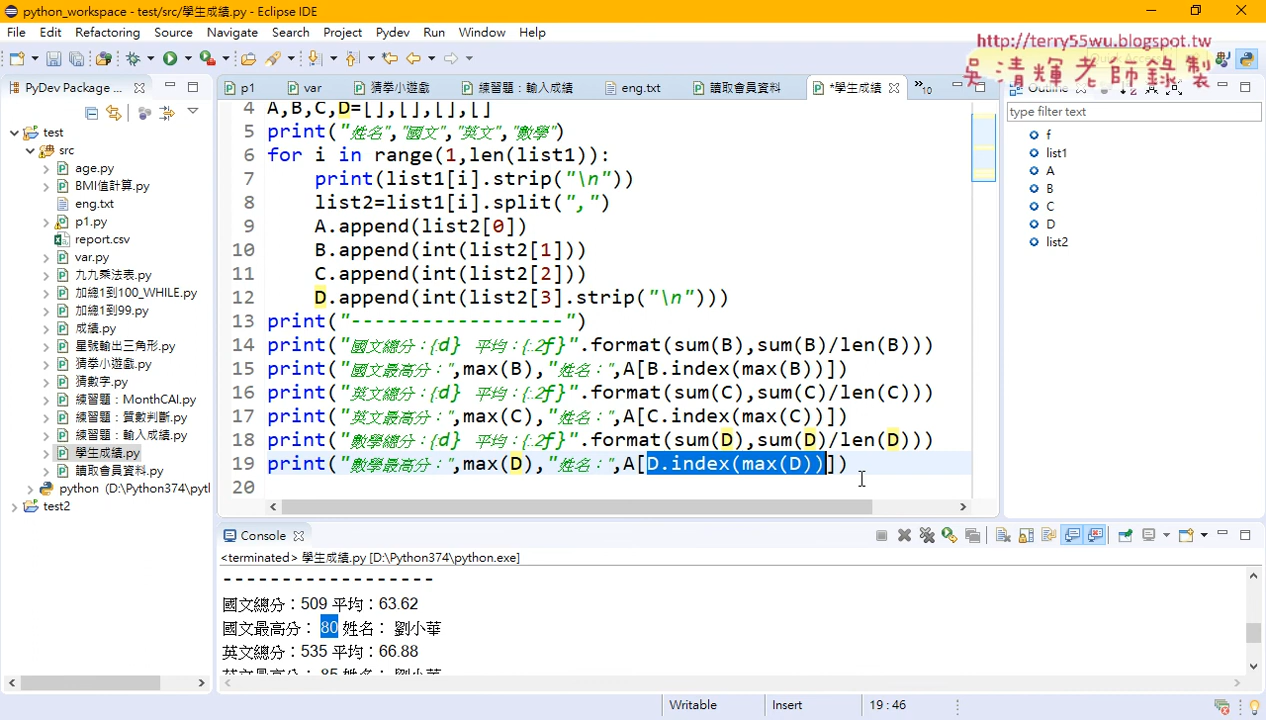 python_workspace - test/src/學生成績.py - Eclipse IDE
File Edit Refactoring Source Navigate Search Project Pydev Run Window Help
http://terry55wu.blogspot.tw
吳清輝老師錄製
PyDev Package ...
p1
var
猜拳小遊戲
練習題：輸入成績
eng.txt
讀取會員資料
*學生成績
»10
Outline
type filter text
test
src
age.py
BMI值計算.py
eng.txt
p1.py
report.csv
var.py
九九乘法表.py
加總1到100_WHILE.py
加總1到99.py
成績.py
星號輸出三角形.py
猜拳小遊戲.py
猜數字.py
練習題：MonthCAl.py
練習題：質數判斷.py
練習題：輸入成績.py
學生成績.py
讀取會員資料.py
python (D:\Python374\pytl
test2
4 A,B,C,D=[],[],[],[]
5 print("姓名","國文","英文","數學")
6 for i in range(1,len(list1)):
7 print(list1[i].strip("\n"))
8 list2=list1[i].split(",")
9 A.append(list2[0])
10 B.append(int(list2[1]))
11 C.append(int(list2[2]))
12 D.append(int(list2[3].strip("\n")))
13 print("------------------")
14 print("國文總分：{:d} 平均：{:.2f}".format(sum(B),sum(B)/len(B)))
15 print("國文最高分：",max(B),"姓名：",A[B.index(max(B))])
16 print("英文總分：{:d} 平均：{:.2f}".format(sum(C),sum(C)/len(C)))
17 print("英文最高分：",max(C),"姓名：",A[C.index(max(C))])
18 print("數學總分：{:d} 平均：{:.2f}".format(sum(D),sum(D)/len(D)))
19 print("數學最高分：",max(D),"姓名：",A[D.index(max(D))])
20
f
list1
A
B
C
D
list2
Console
<terminated> 學生成績.py [D:\Python374\python.exe]
------------------
國文總分：509 平均：63.62
國文最高分： 80 姓名： 劉小華
英文總分：535 平均：66.88
英文最高分： 85 姓名： 劉小華
Writable
Insert
19 : 46